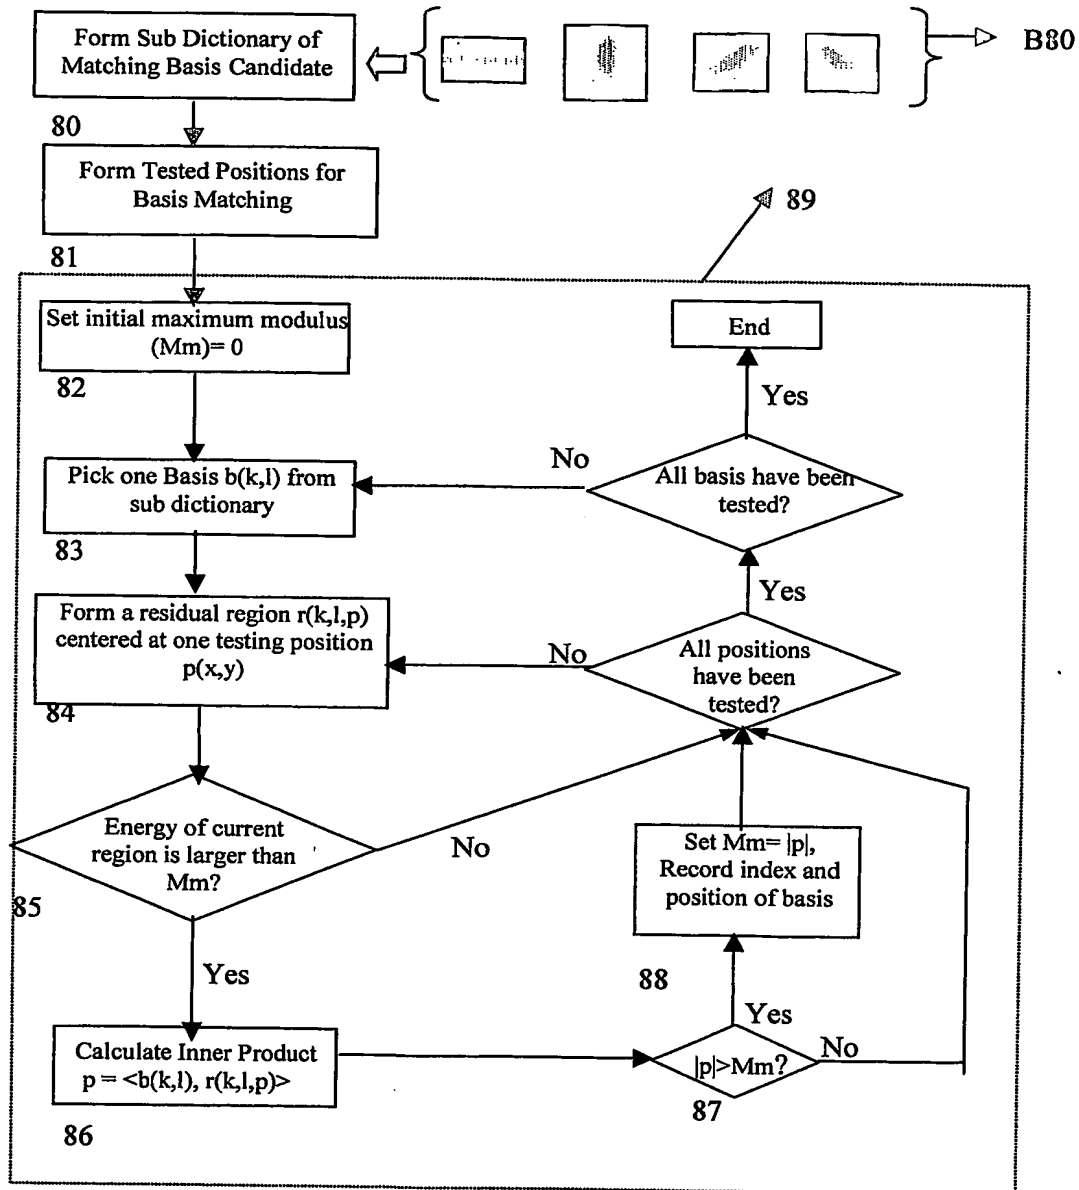 Form Sub Dictionary of
Matching Basis Candidate
B80
80
Form Tested Positions for
Basis Matching
81
89
Set initial maximum modulus
(Mm)= 0
82
End
Yes
Pick one Basis b(k,l) from
sub dictionary
83
No
All basis have been
tested?
Yes
Form a residual region r(k,l,p)
centered at one testing position
p(x,y)
84
No
All positions
have been
tested?
Energy of current
region is larger than
Mm?
85
No
Set Mm= |p|,
Record index and
position of basis
88
Yes
Yes
Calculate Inner Product
p = <b(k,l), r(k,l,p)>
86
|p|>Mm?
No
87